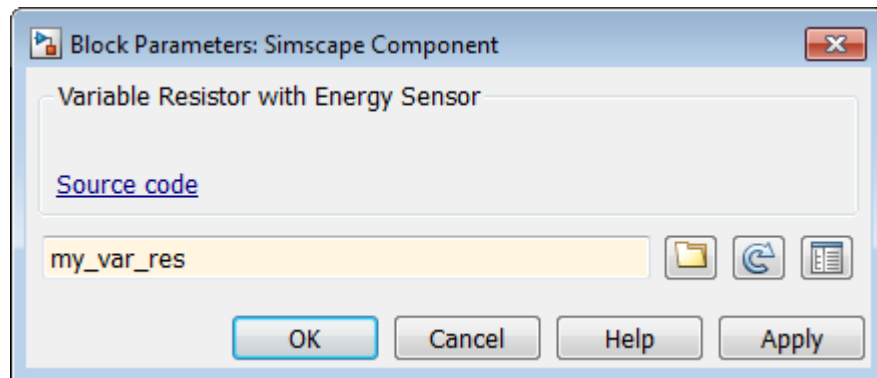 Block Parameters: Simscape Component
Variable Resistor with Energy Sensor
Source code
my_var_res
OK Cancel Help Apply